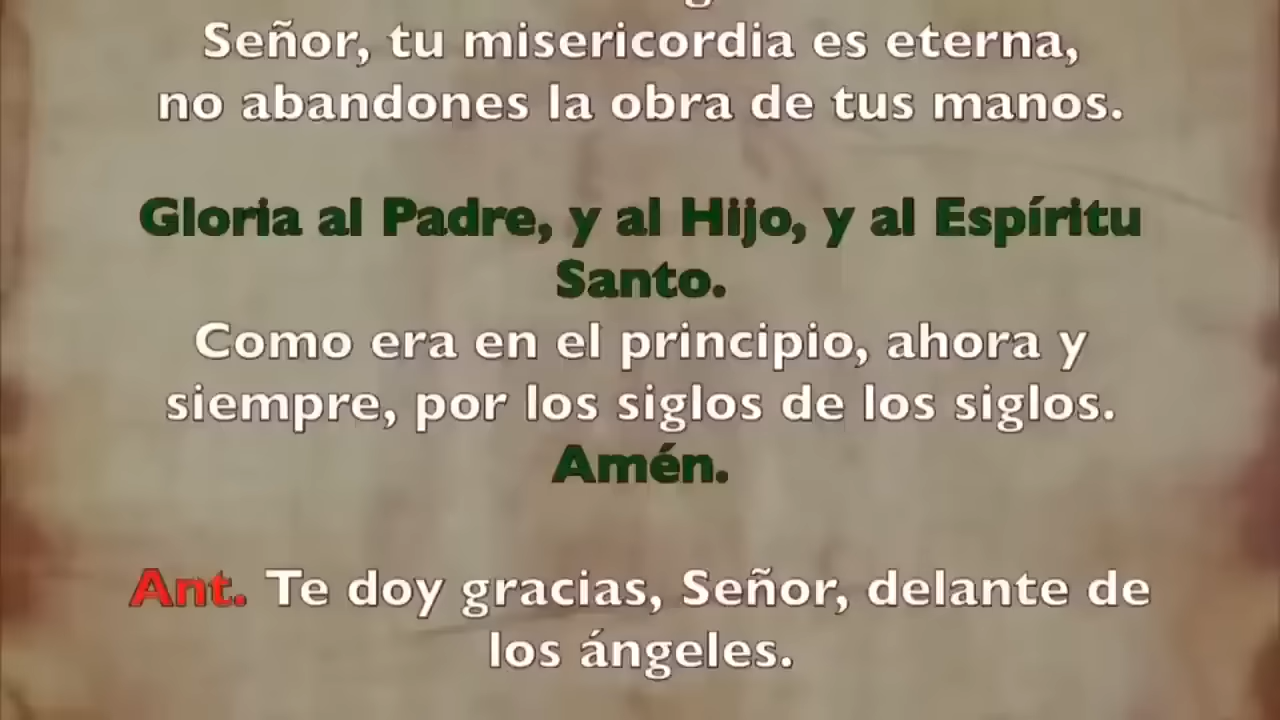 Señor, tu misericordia es eterna,
no abandones la obra de tus manos.
Gloria al Padre, y al Hijo, y al Espíritu
Santo.
Como era en el principio, ahora y
siempre, por los siglos de los siglos.
Amén.
Ant. Te doy gracias, Señor, delante de
los ángeles.